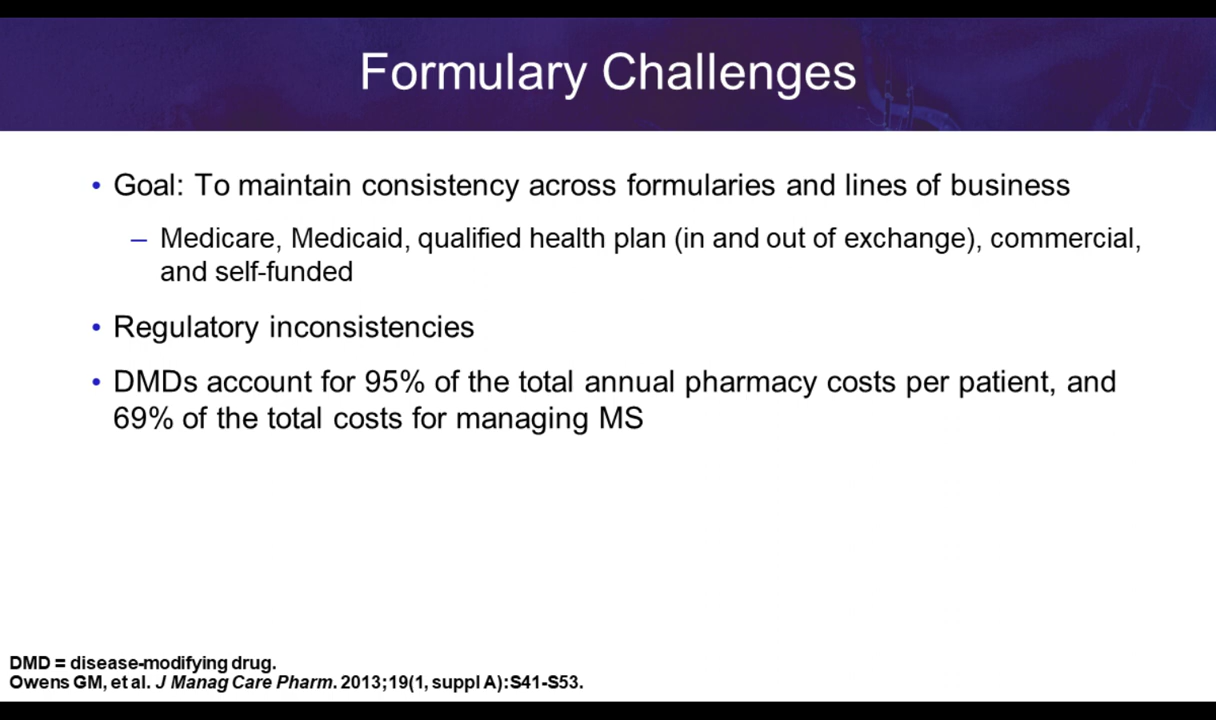 Formulary Challenges
• Goal: To maintain consistency across formularies and lines of business
– Medicare, Medicaid, qualified health plan (in and out of exchange), commercial,
and self-funded
• Regulatory inconsistencies
• DMDs account for 95% of the total annual pharmacy costs per patient, and
69% of the total costs for managing MS
DMD = disease-modifying drug.
Owens GM, et al. J Manag Care Pharm. 2013;19(1, suppl A):S41-S53.